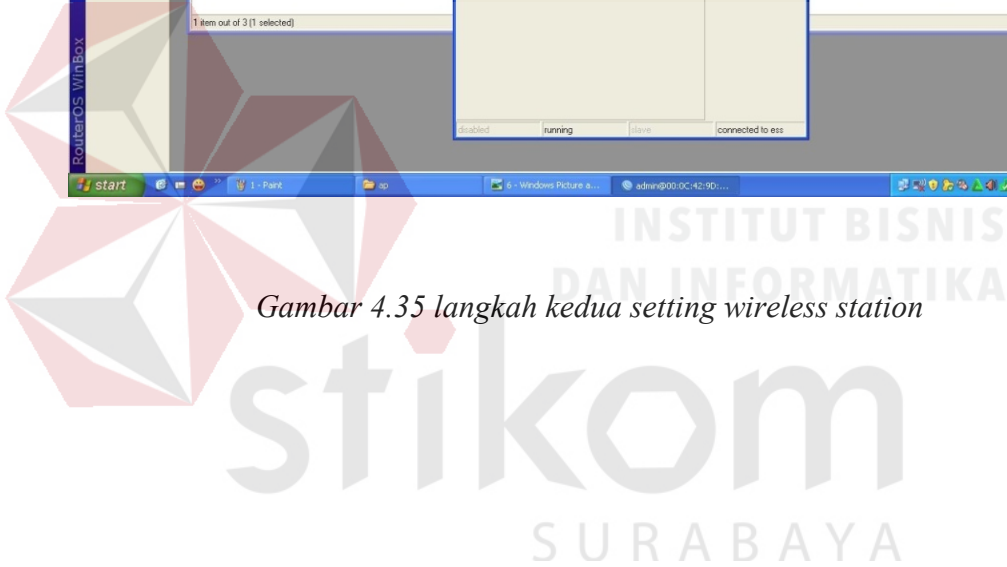 1 item out of 3 (1 selected)
RouterOS WinBox
disabled
running
slave
connected to ess
start
1 - Paint
ap
6 - Windows Picture a...
admin@00:0C:42:9D:...
INSTITUT BISNIS
DAN INFORMATIKA
Gambar 4.35 langkah kedua setting wireless station
stikom
SURABAYA